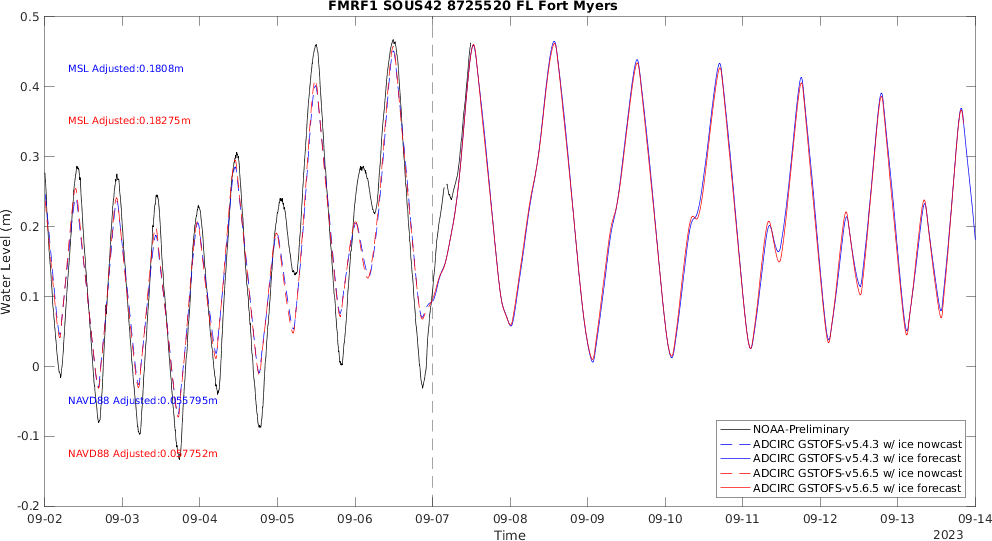 FMRF1 SOUS42 8725520 FL Fort Myers
0.5
0.4
0.3
0.2
0.1
0
-0.1
-0.2
Water Level (m)
MSL Adjusted:0.1808m
MSL Adjusted:0.18275m
NAVD88 Adjusted:0.055795m
NAVD88 Adjusted:0.057752m
NOAA-Preliminary
ADCIRC GSTOFS-v5.4.3 w/ ice nowcast
ADCIRC GSTOFS-v5.4.3 w/ ice forecast
ADCIRC GSTOFS-v5.6.5 w/ ice nowcast
ADCIRC GSTOFS-v5.6.5 w/ ice forecast
09-02 09-03 09-04 09-05 09-06 09-07 09-08 09-09 09-10 09-11 09-12 09-13 09-14
Time
2023